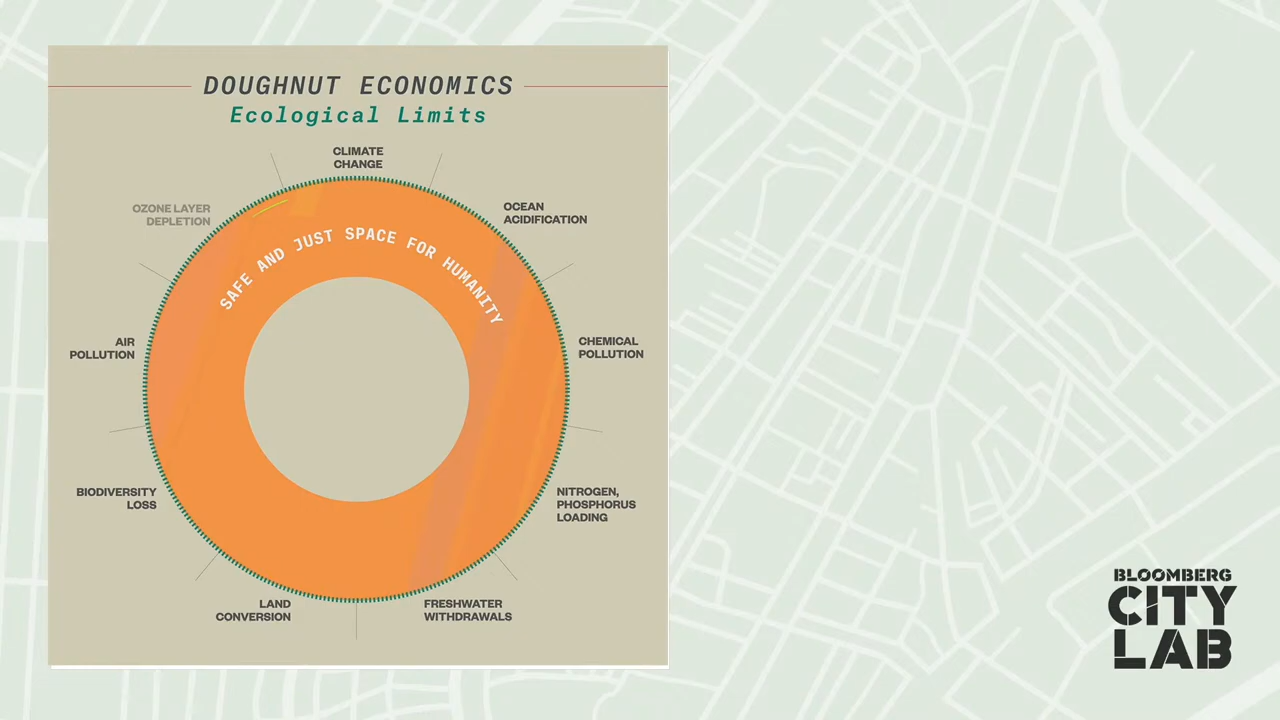 DOUGHNUT ECONOMICS
Ecological Limits
CLIMATE
CHANGE
OZONE LAYER
DEPLETION
OCEAN
ACIDIFICATION
SAFE AND JUST SPACE FOR HUMANITY
AIR
POLLUTION
CHEMICAL
POLLUTION
BIODIVERSITY
LOSS
NITROGEN,
PHOSPHORUS
LOADING
LAND
CONVERSION
FRESHWATER
WITHDRAWALS
BLOOMBERG
CITY
LAB